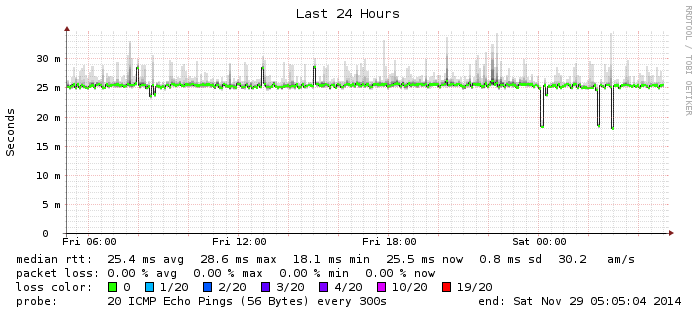 Last 24 Hours
RRDTOOL / TOBI OETIKER
Seconds
30 m
25 m
20 m
15 m
10 m
5 m
0
Fri 06:00 Fri 12:00 Fri 18:00 Sat 00:00
median rtt: 25.4 ms avg 28.6 ms max 18.1 ms min 25.5 ms now 0.8 ms sd 30.2 am/s
packet loss: 0.00 % avg 0.00 % max 0.00 % min 0.00 % now
loss color: 0 1/20 2/20 3/20 4/20 10/20 19/20
probe: 20 ICMP Echo Pings (56 Bytes) every 300s end: Sat Nov 29 05:05:04 2014